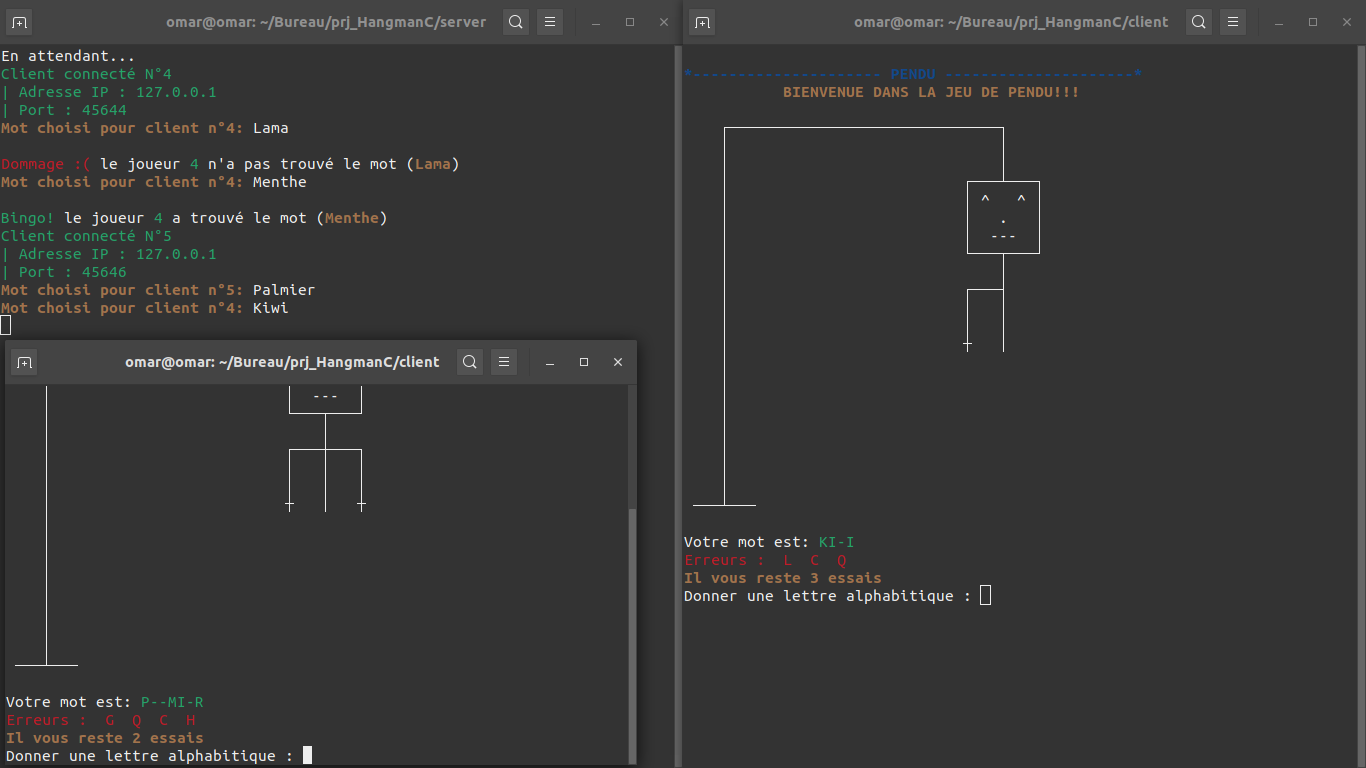 omar@omar: ~/Bureau/prj_HangmanC/server
En attendant...
Client connecté N°4
| Adresse IP : 127.0.0.1
| Port : 45644
Mot choisi pour client n°4: Lama
Dommage :( le joueur 4 n'a pas trouvé le mot (Lama)
Mot choisi pour client n°4: Menthe
Bingo! le joueur 4 a trouvé le mot (Menthe)
Client connecté N°5
| Adresse IP : 127.0.0.1
| Port : 45646
Mot choisi pour client n°5: Palmier
Mot choisi pour client n°4: Kiwi
omar@omar: ~/Bureau/prj_HangmanC/client
Votre mot est: P--MI-R
Erreurs :  G  Q  C  H
Il vous reste 2 essais
Donner une lettre alphabitique :
omar@omar: ~/Bureau/prj_HangmanC/client
*--------------------- PENDU ---------------------*
BIENVENUE DANS LA JEU DE PENDU!!!
Votre mot est: KI-I
Erreurs :  L  C  Q
Il vous reste 3 essais
Donner une lettre alphabitique :